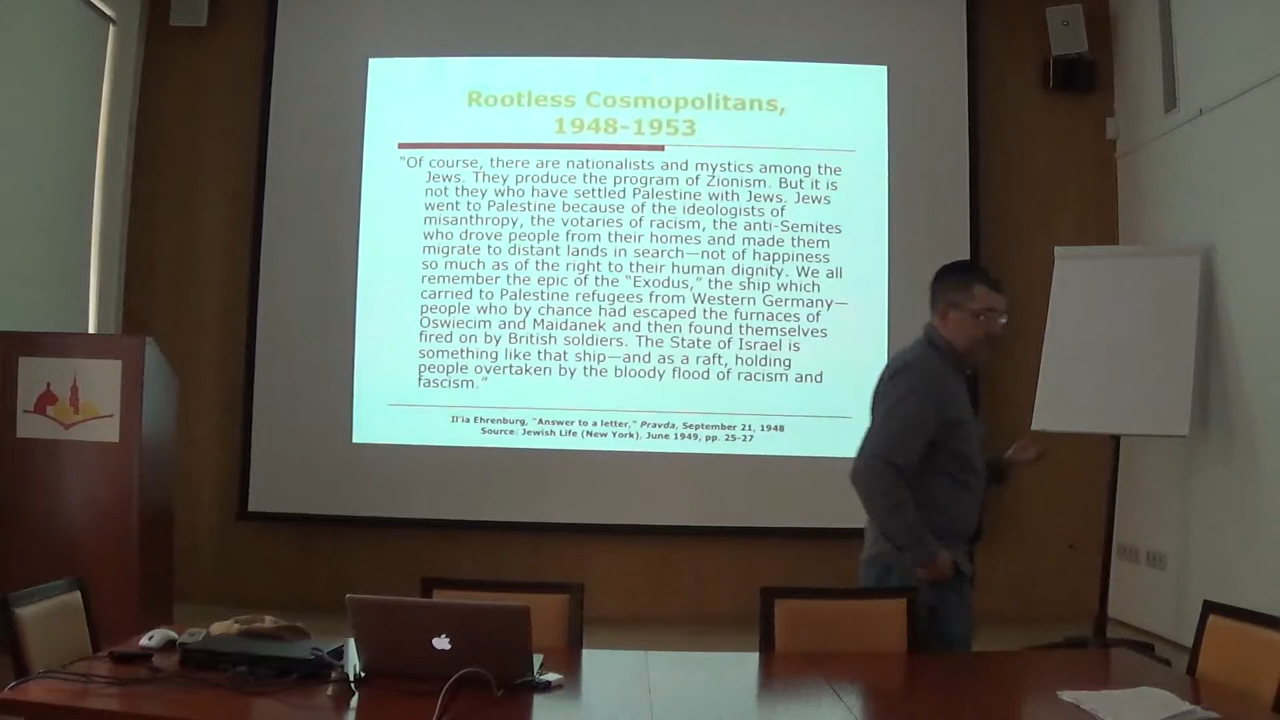 Rootless Cosmopolitans,
1948-1953
"Of course, there are nationalists and mystics among the
Jews. They produce the program of Zionism. But it is
not they who have settled Palestine with Jews. Jews
went to Palestine because of the ideologists of
misanthropy, the votaries of racism, the anti-Semites
who drove people from their homes and made them
migrate to distant lands in search—not of happiness
so much as of the right to their human dignity. We all
remember the epic of the "Exodus," the ship which
carried to Palestine refugees from Western Germany—
people who by chance had escaped the furnaces of
Oswiecim and Maidanek and then found themselves
fired on by British soldiers. The State of Israel is
something like that ship—and as a raft, holding
people overtaken by the bloody flood of racism and
fascism."
Il'ia Ehrenburg, "Answer to a letter," Pravda, September 21, 1948
Source: Jewish Life (New York), June 1949, pp. 25-27